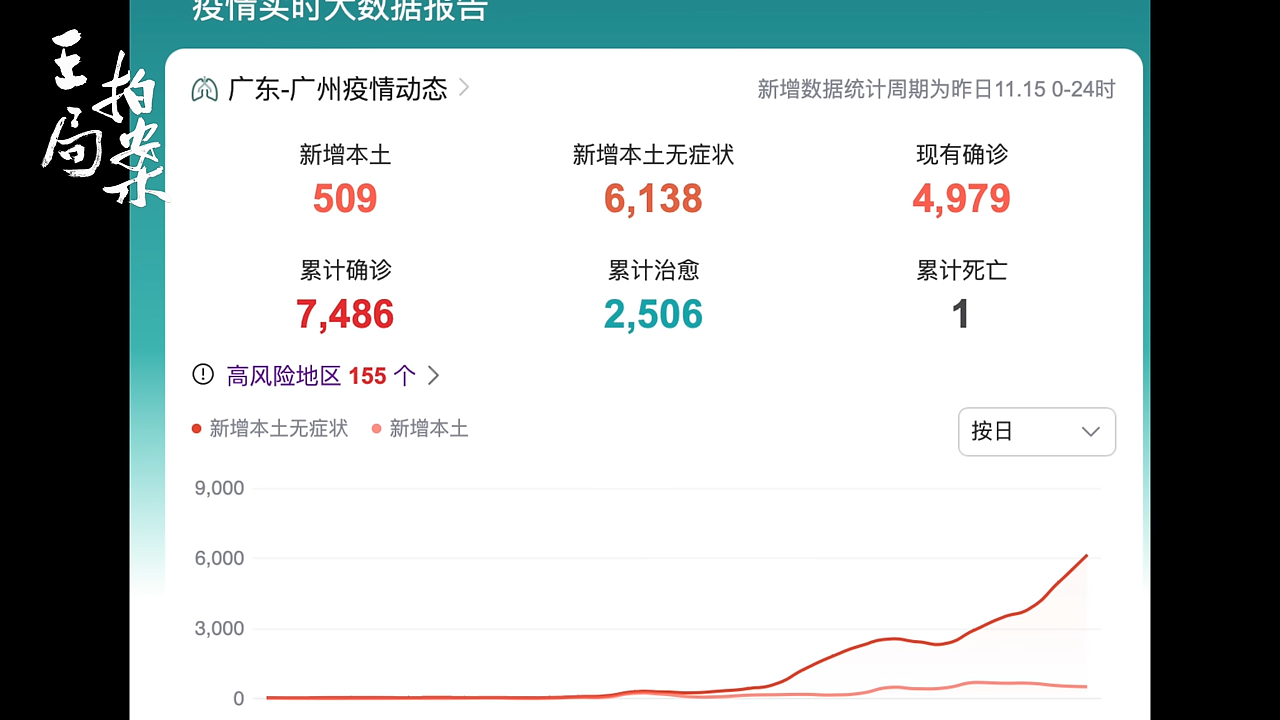 疫情实时大数据报告
王局拍案
广东-广州疫情动态
新增数据统计周期为昨日11.15 0-24时
新增本土 新增本土无症状 现有确诊
509 6,138 4,979
累计确诊 累计治愈 累计死亡
7,486 2,506 1
高风险地区 155 个
新增本土无症状 新增本土
按日
9,000
6,000
3,000
0